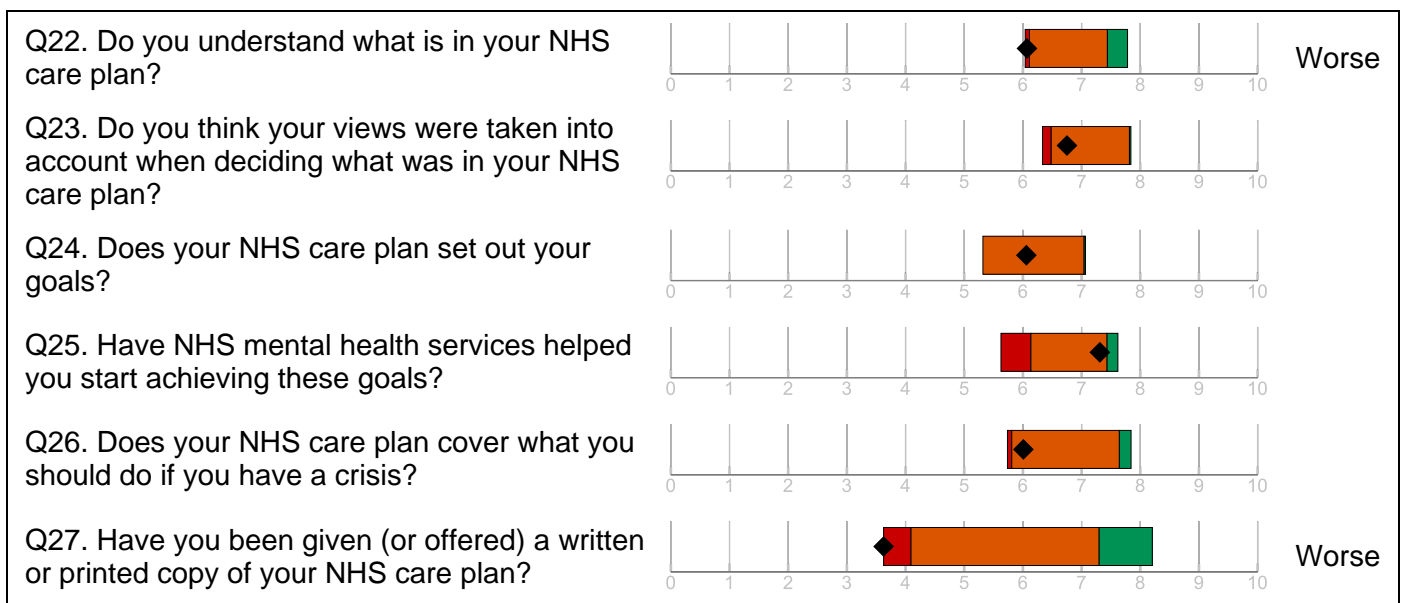 Q22. Do you understand what is in your NHS
care plan?
0 1 2 3 4 5 6 7 8 9 10
Worse
Q23. Do you think your views were taken into
account when deciding what was in your NHS
care plan?
0 1 2 3 4 5 6 7 8 9 10
Q24. Does your NHS care plan set out your
goals?
0 1 2 3 4 5 6 7 8 9 10
Q25. Have NHS mental health services helped
you start achieving these goals?
0 1 2 3 4 5 6 7 8 9 10
Q26. Does your NHS care plan cover what you
should do if you have a crisis?
0 1 2 3 4 5 6 7 8 9 10
Q27. Have you been given (or offered) a written
or printed copy of your NHS care plan?
0 1 2 3 4 5 6 7 8 9 10
Worse